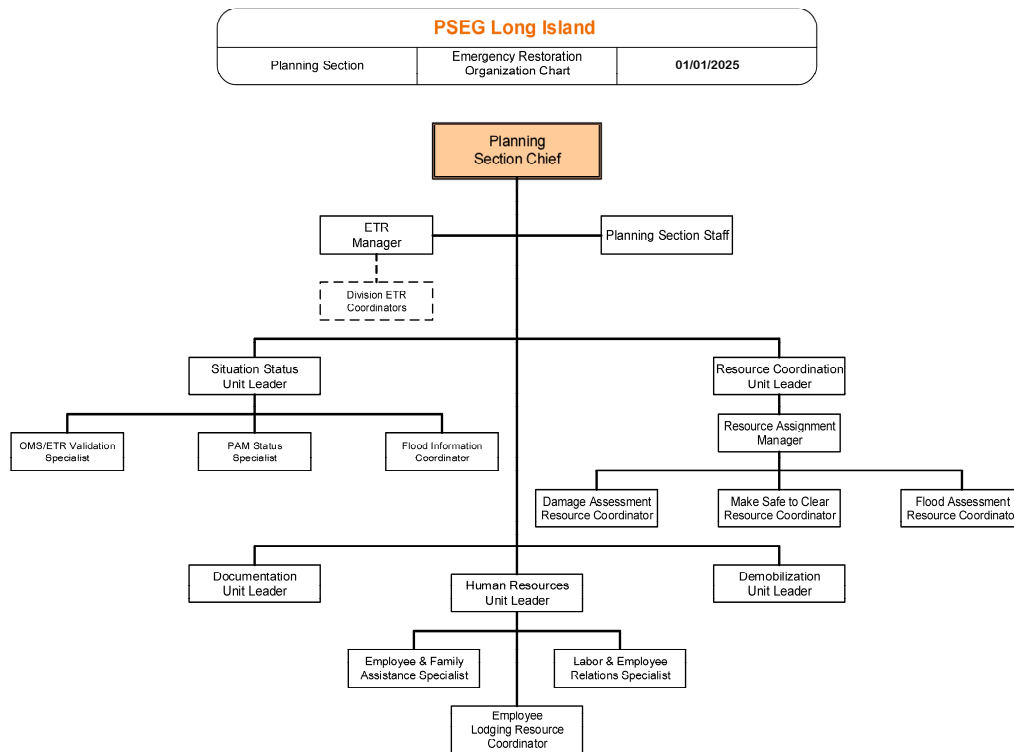 PSEG Long Island
Planning Section
Emergency Restoration
Organization Chart
01/01/2025
Planning
Section Chief
ETR
Manager
Planning Section Staff
Division ETR
Coordinators
Situation Status
Unit Leader
Resource Coordination
Unit Leader
OMS/ETR Validation
Specialist
PAM Status
Specialist
Flood Information
Coordinator
Resource Assignment
Manager
Damage Assessment
Resource Coordinator
Make Safe to Clear
Resource Coordinator
Flood Assessment
Resource Coordinator
Documentation
Unit Leader
Human Resources
Unit Leader
Demobilization
Unit Leader
Employee & Family
Assistance Specialist
Labor & Employee
Relations Specialist
Employee
Lodging Resource
Coordinator